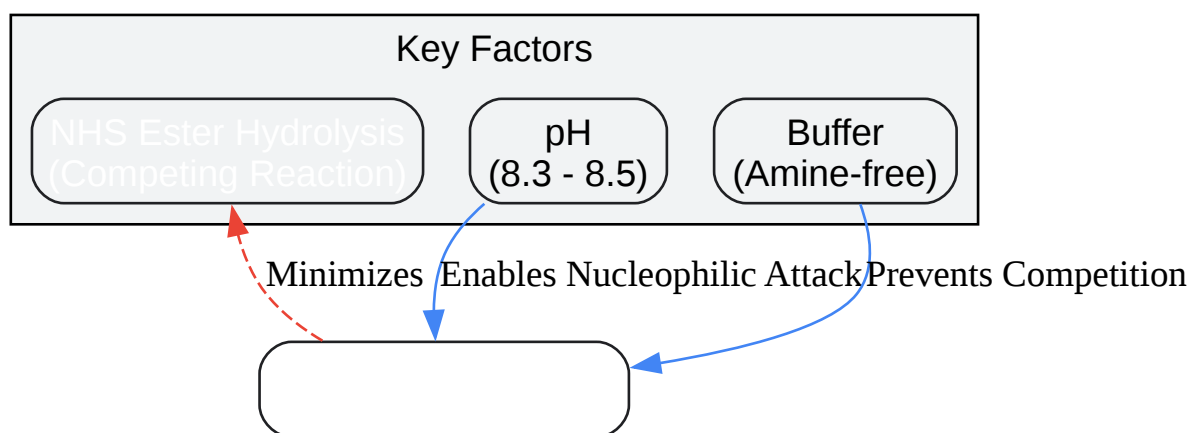 Key Factors
NHS Ester Hydrolysis
(Competing Reaction)
pH
(8.3 - 8.5)
Buffer
(Amine-free)
Minimizes
Enables Nucleophilic Attack
Prevents Competition